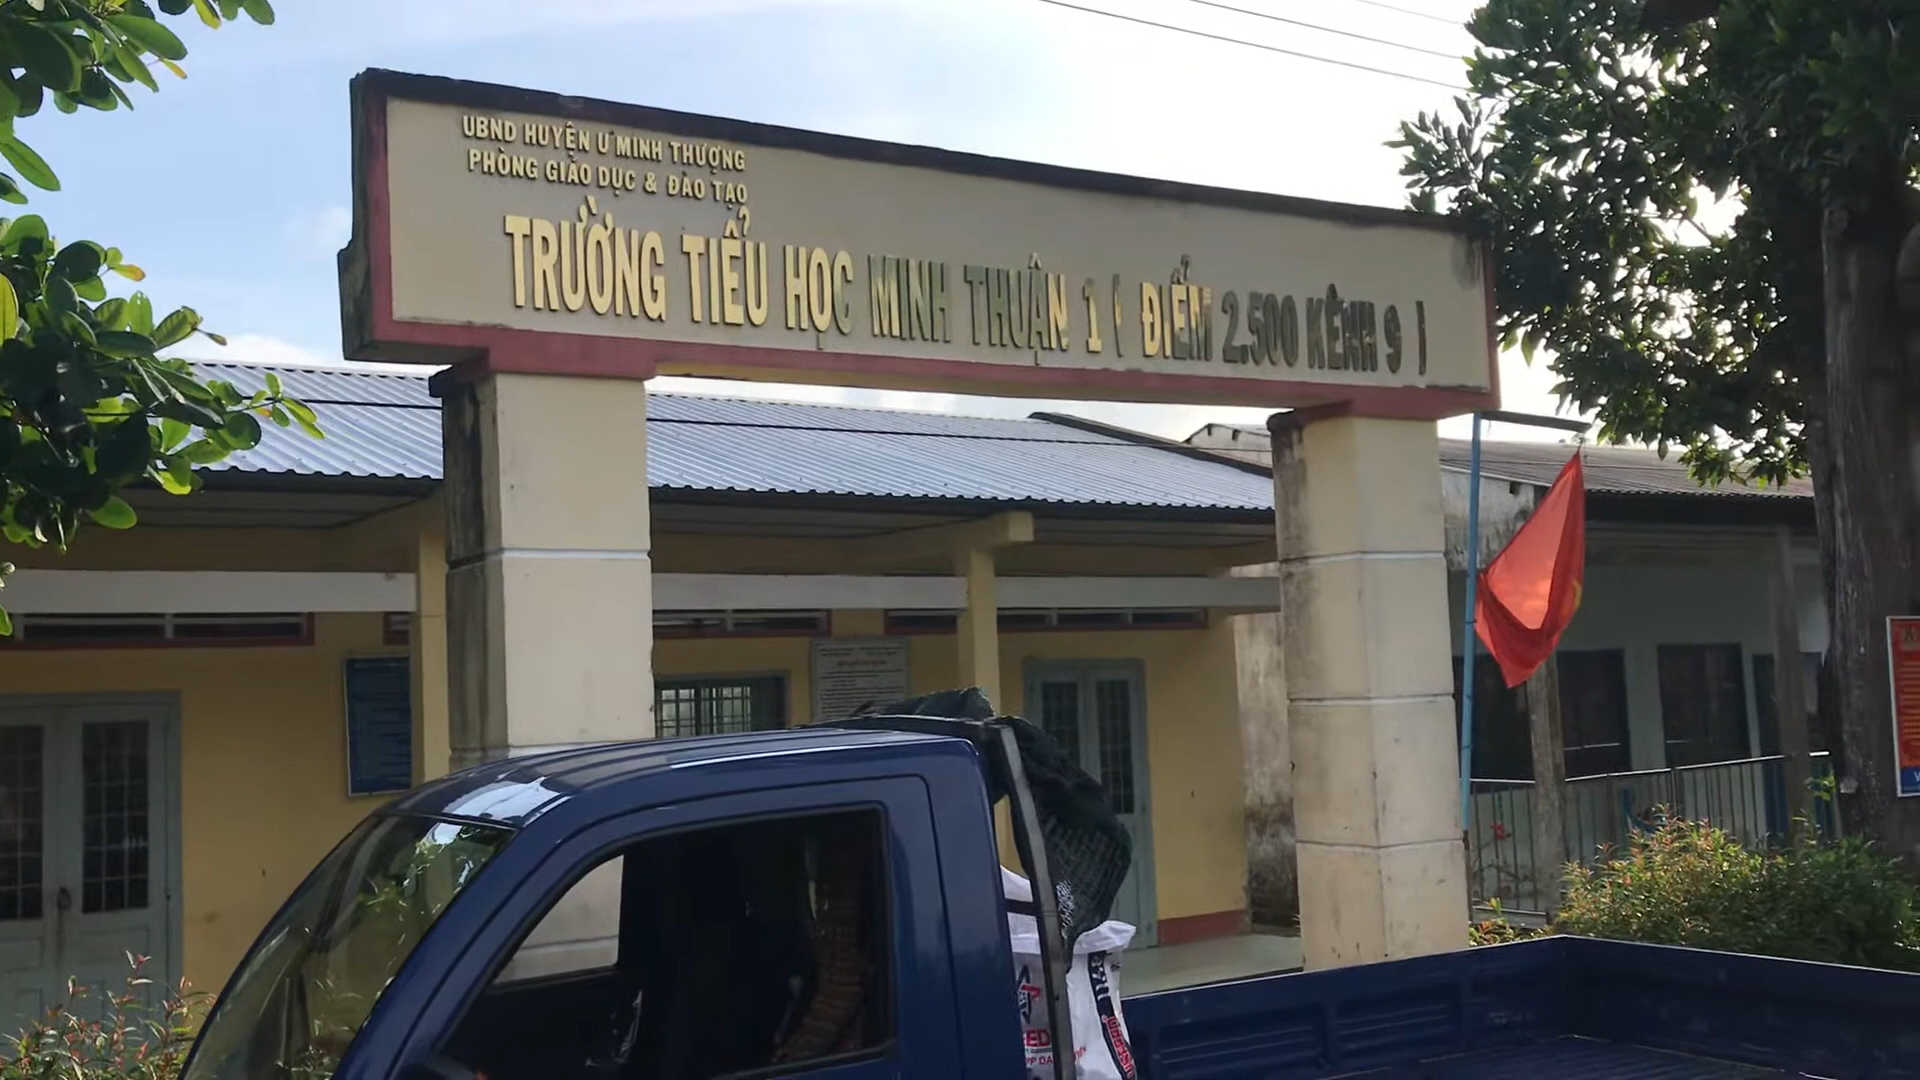 UBND HUYỆN U MINH THƯỢNG
PHÒNG GIÁO DỤC & ĐÀO TẠO
TRƯỜNG TIỂU HỌC MINH THUẬN 1 ( ĐIỂM 2.500 KÊNH 9 )